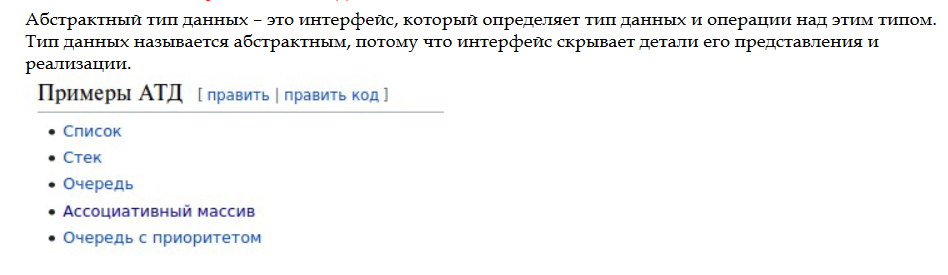 Абстрактный тип данных – это интерфейс, который определяет тип данных и операции над этим типом.
Тип данных называется абстрактным, потому что интерфейс скрывает детали его представления и
реализации.
Примеры АТД [ править | править код ]
• Список
• Стек
• Очередь
• Ассоциативный массив
• Очередь с приоритетом